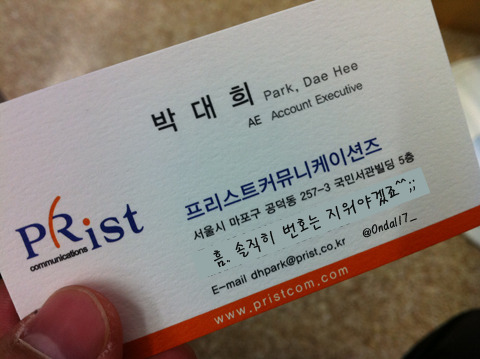 박 대 희 Park, Dae Hee
AE Account Executive
PRist
communications
프리스트커뮤니케이션즈
서울시 마포구 공덕동 257-3 국민서관빌딩 5층
흠. 솔직히 번호는 지워야겠죠^^;;
E-mail dhpark@prist.co.kr @Ondal17_
www.pristcom.com